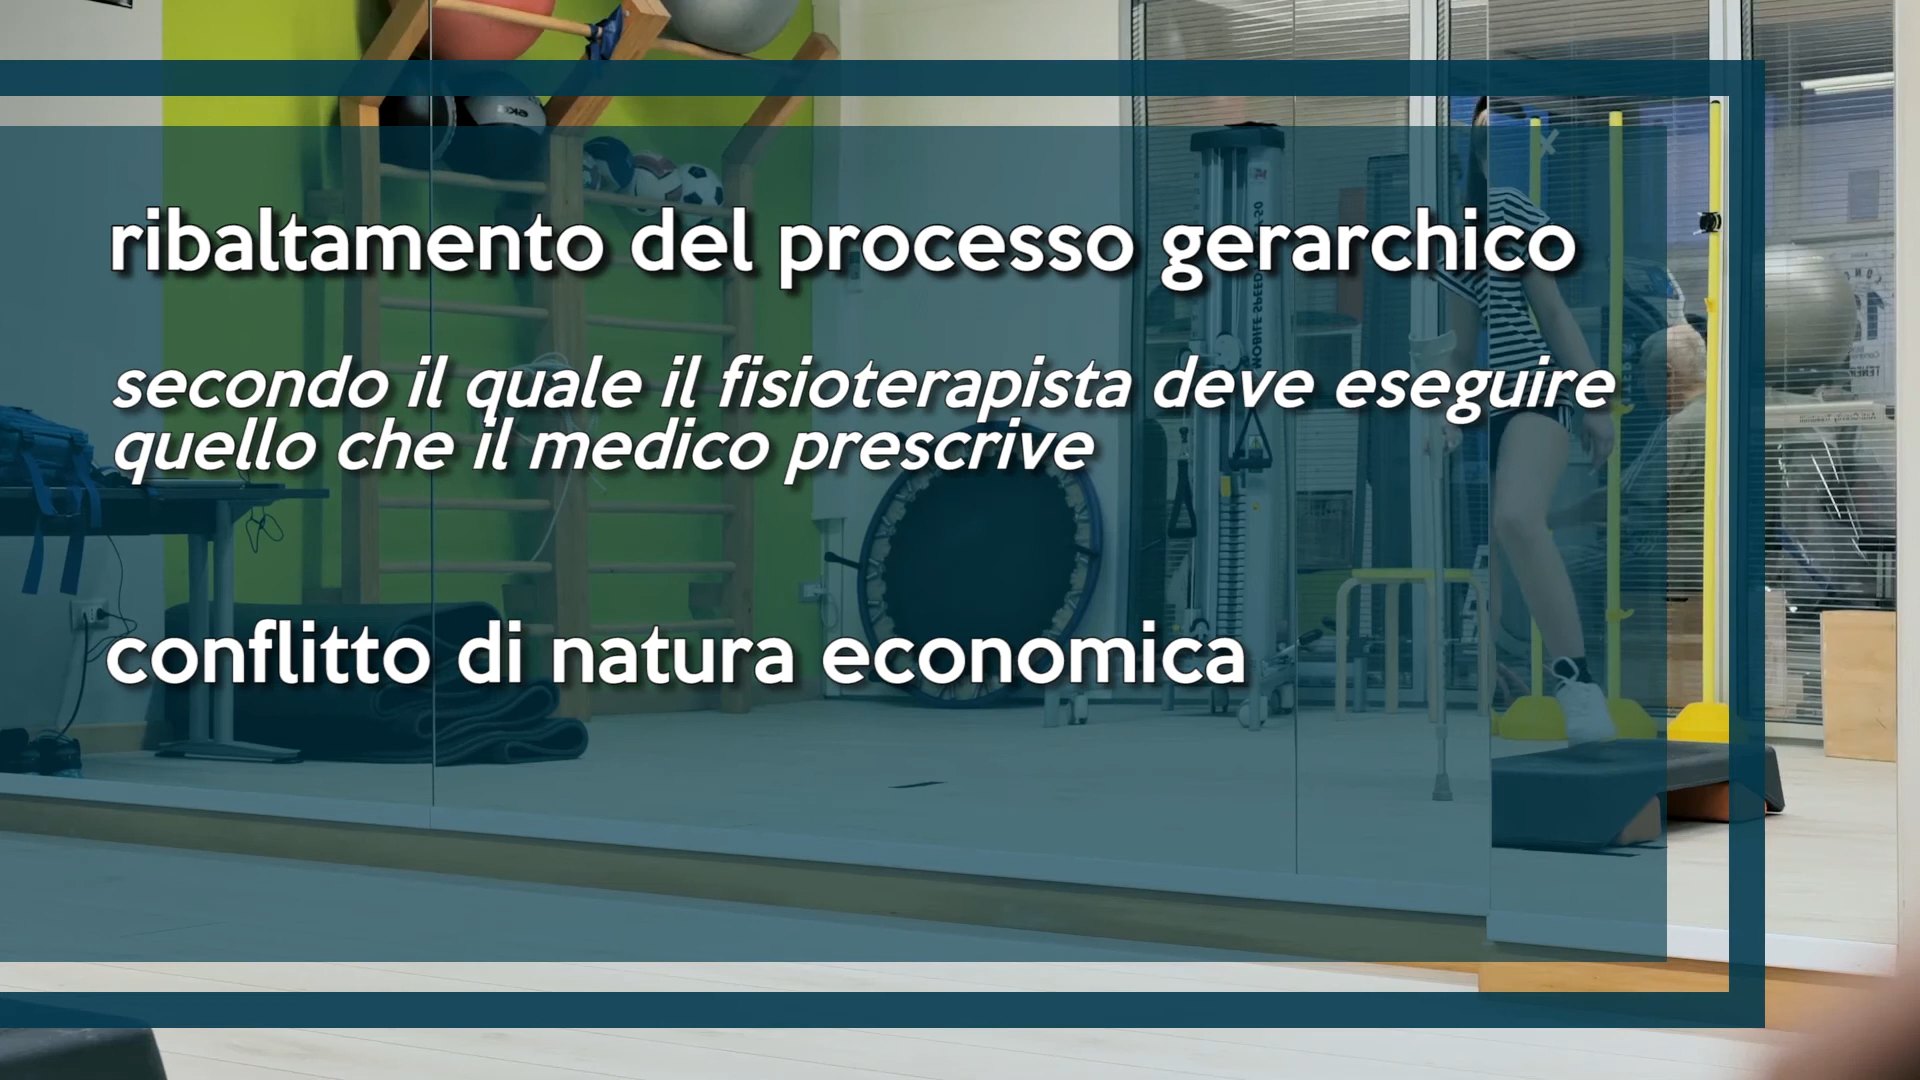 ribaltamento del processo gerarchico
secondo il quale il fisioterapista deve eseguire
quello che il medico prescrive
conflitto di natura economica